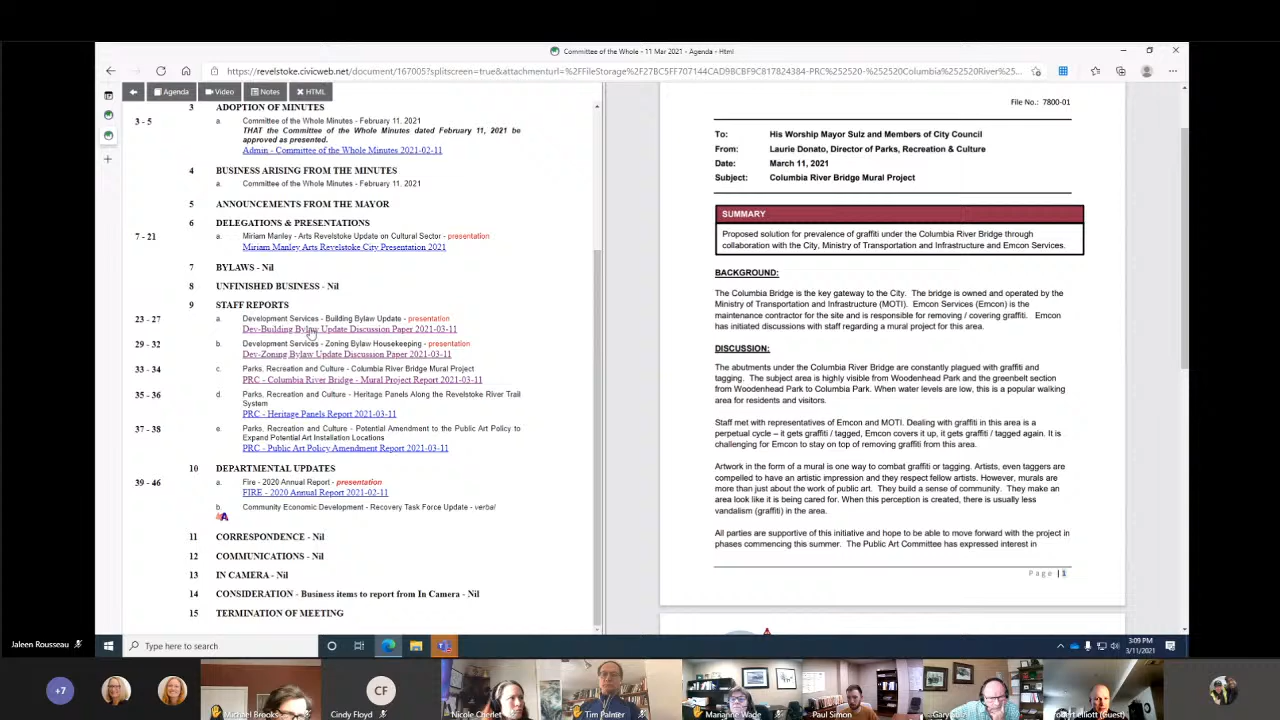 Committee of the Whole - 11 Mar 2021 - Agenda - Html
https://revelstoke.civicweb.net/document/167005?splitscreen=true&attachmenturl=%2FFileStorage%2F27BC5FF707144CAD9BCBF9C817824384-PRC%252520-%252520Columbia%252520River%25...
Agenda Video Notes HTML
3 ADOPTION OF MINUTES
3 - 5 a. Committee of the Whole Minutes - February 11. 2021
THAT the Committee of the Whole Minutes dated February 11, 2021 be
approved as presented.
Admin - Committee of the Whole Minutes 2021-02-11
4 BUSINESS ARISING FROM THE MINUTES
a. Committee of the Whole Minutes - February 11. 2021
5 ANNOUNCEMENTS FROM THE MAYOR
6 DELEGATIONS & PRESENTATIONS
7 - 21 a. Miriam Manley - Arts Revelstoke Update on Cultural Sector - presentation
Miriam Manley Arts Revelstoke City Presentation 2021
7 BYLAWS - Nil
8 UNFINISHED BUSINESS - Nil
9 STAFF REPORTS
23 - 27 a. Development Services - Building Bylaw Update - presentation
Dev-Building Bylaw Update Discussion Paper 2021-03-11
29 - 32 b. Development Services - Zoning Bylaw Housekeeping - presentation
Dev-Zoning Bylaw Update Discussion Paper 2021-03-11
33 - 34 c. Parks. Recreation and Culture - Columbia River Bridge Mural Project
PRC - Columbia River Bridge - Mural Project Report 2021-03-11
35 - 36 d. Parks. Recreation and Culture - Heritage Panels Along the Revelstoke River Trail
System
PRC - Heritage Panels Report 2021-03-11
37 - 38 e. Parks. Recreation and Culture - Potential Amendment to the Public Art Policy to
Expand Potential Art Installation Locations
PRC - Public Art Policy Amendment Report 2021-03-11
10 DEPARTMENTAL UPDATES
39 - 46 a. Fire - 2020 Annual Report - presentation
FIRE - 2020 Annual Report 2021-02-11
b. Community Economic Development - Recovery Task Force Update - verbal
11 CORRESPONDENCE - Nil
12 COMMUNICATIONS - Nil
13 IN CAMERA - Nil
14 CONSIDERATION - Business items to report from In Camera - Nil
15 TERMINATION OF MEETING
File No.: 7800-01
To: His Worship Mayor Sulz and Members of City Council
From: Laurie Donato, Director of Parks, Recreation & Culture
Date: March 11, 2021
Subject: Columbia River Bridge Mural Project
SUMMARY
Proposed solution for prevalence of graffiti under the Columbia River Bridge through
collaboration with the City, Ministry of Transportation and Infrastructure and Emcon Services.
BACKGROUND:
The Columbia Bridge is the key gateway to the City. The bridge is owned and operated by the
Ministry of Transportation and Infrastructure (MOTI). Emcon Services (Emcon) is the
maintenance contractor for the site and is responsible for removing / covering graffiti. Emcon
has initiated discussions with staff regarding a mural project for this area.
DISCUSSION:
The abutments under the Columbia River Bridge are constantly plagued with graffiti and
tagging. The subject area is highly visible from Woodenhead Park and the greenbelt section
from Woodenhead Park to Columbia Park. When water levels are low, this is a popular walking
area for residents and visitors.
Staff met with representatives of Emcon and MOTI. Dealing with graffiti in this area is a
perpetual cycle – it gets graffiti / tagged, Emcon covers it up, it gets graffiti / tagged again. It is
challenging for Emcon to stay on top of removing graffiti from this area.
Artwork in the form of a mural is one way to combat graffiti or tagging. Artists, even taggers are
compelled to have an artistic impression and they respect fellow artists. However, murals are
more than just about the work of public art. They build a sense of community. They make an
area look like it is being cared for. When this perception is created, there is usually less
vandalism (graffiti) in the area.
All parties are supportive of this initiative and hope to be able to move forward with the project in
phases commencing this summer. The Public Art Committee has expressed interest in
Page | 1
Jaleen Rousseau
Type here to search
3:09 PM
3/11/2021
+7
CF
Michael Brooks
Cindy Floyd
Nicole Cherlet
Tim Palmer
Marianne Wade
Paul Simon
Gary
robert elliott (Guest)